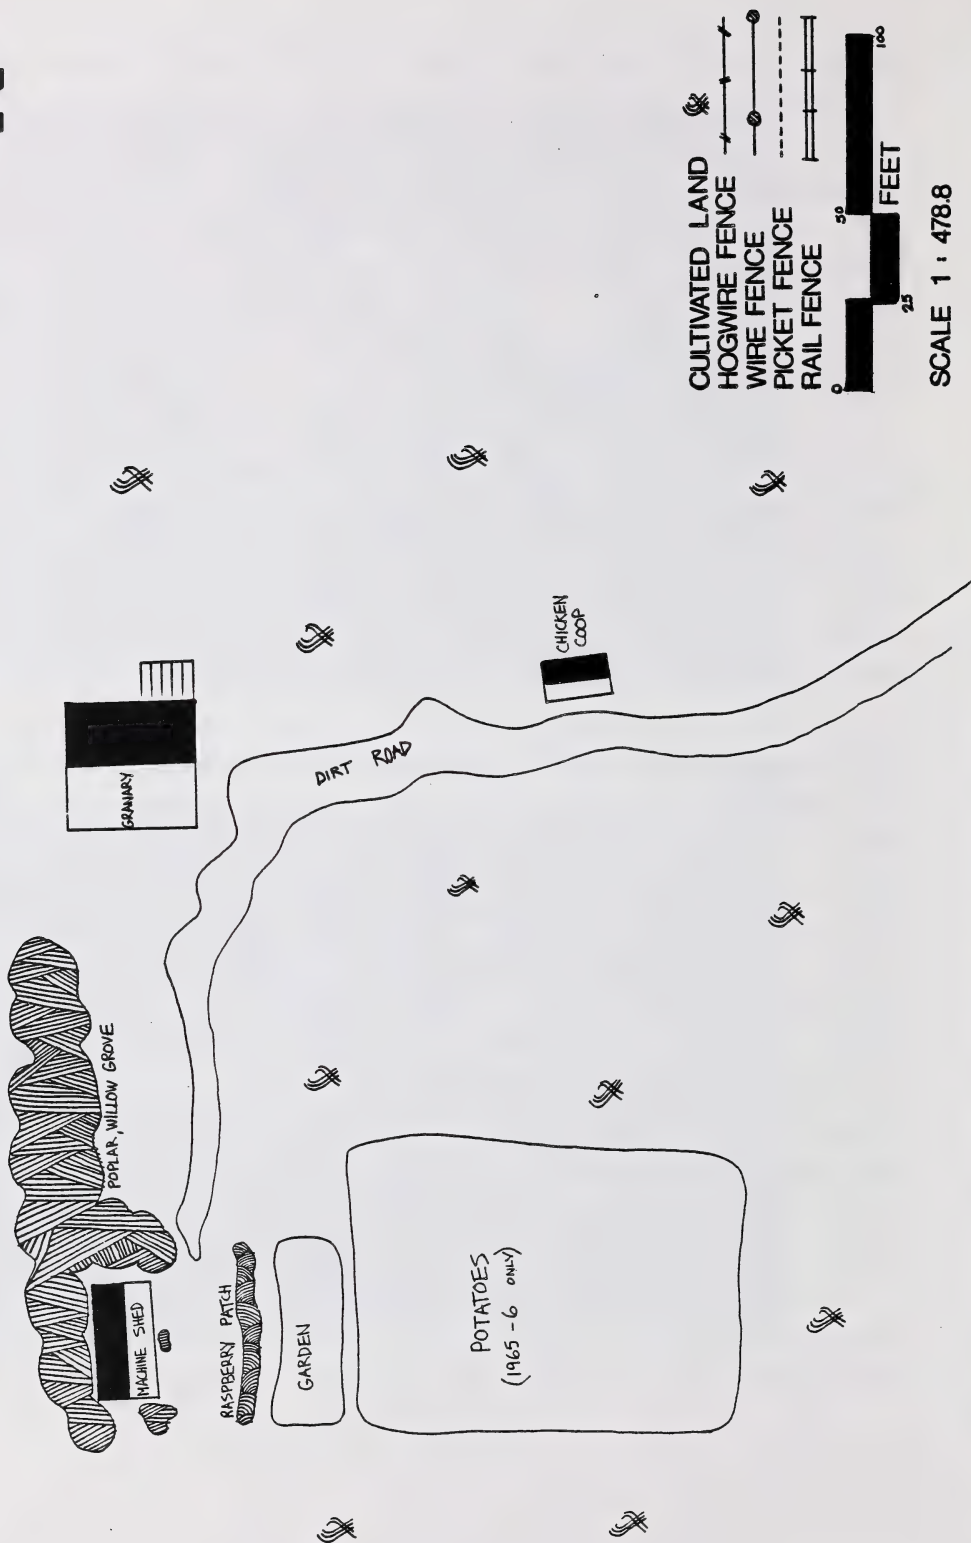 POPLAR, WILLOW GROVE
MACHINE SHED
RASPBERRY PATCH
GARDEN
POTATOES
(1965-6 ONLY)
GRANARY
DIRT ROAD
CHICKEN
COOP
CULTIVATED LAND
HOGWIRE FENCE
WIRE FENCE
PICKET FENCE
RAIL FENCE
0 25 50 100
FEET
SCALE 1 : 478.8